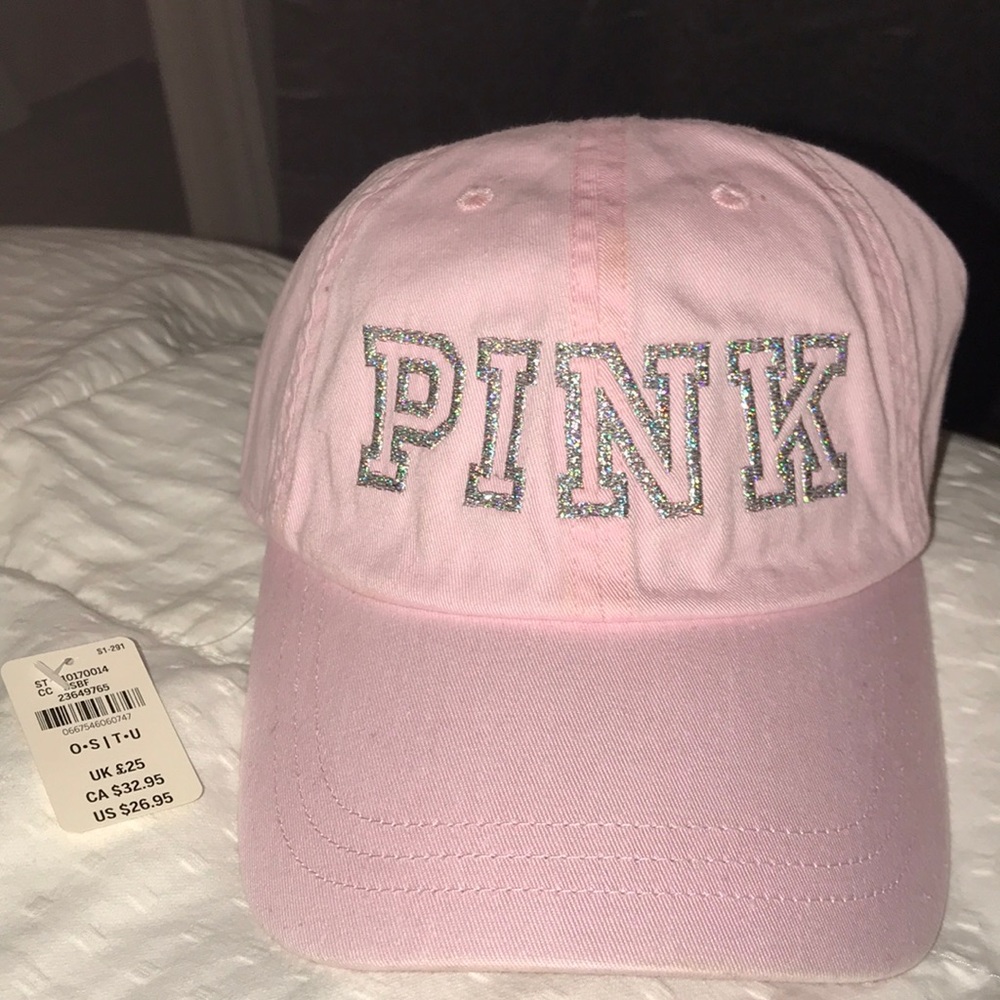 PINK
S1-291
ST 10170014
CC SBF
23649765
0667546060747
O•S | T•U
UK £25
CA $32.95
US $26.95